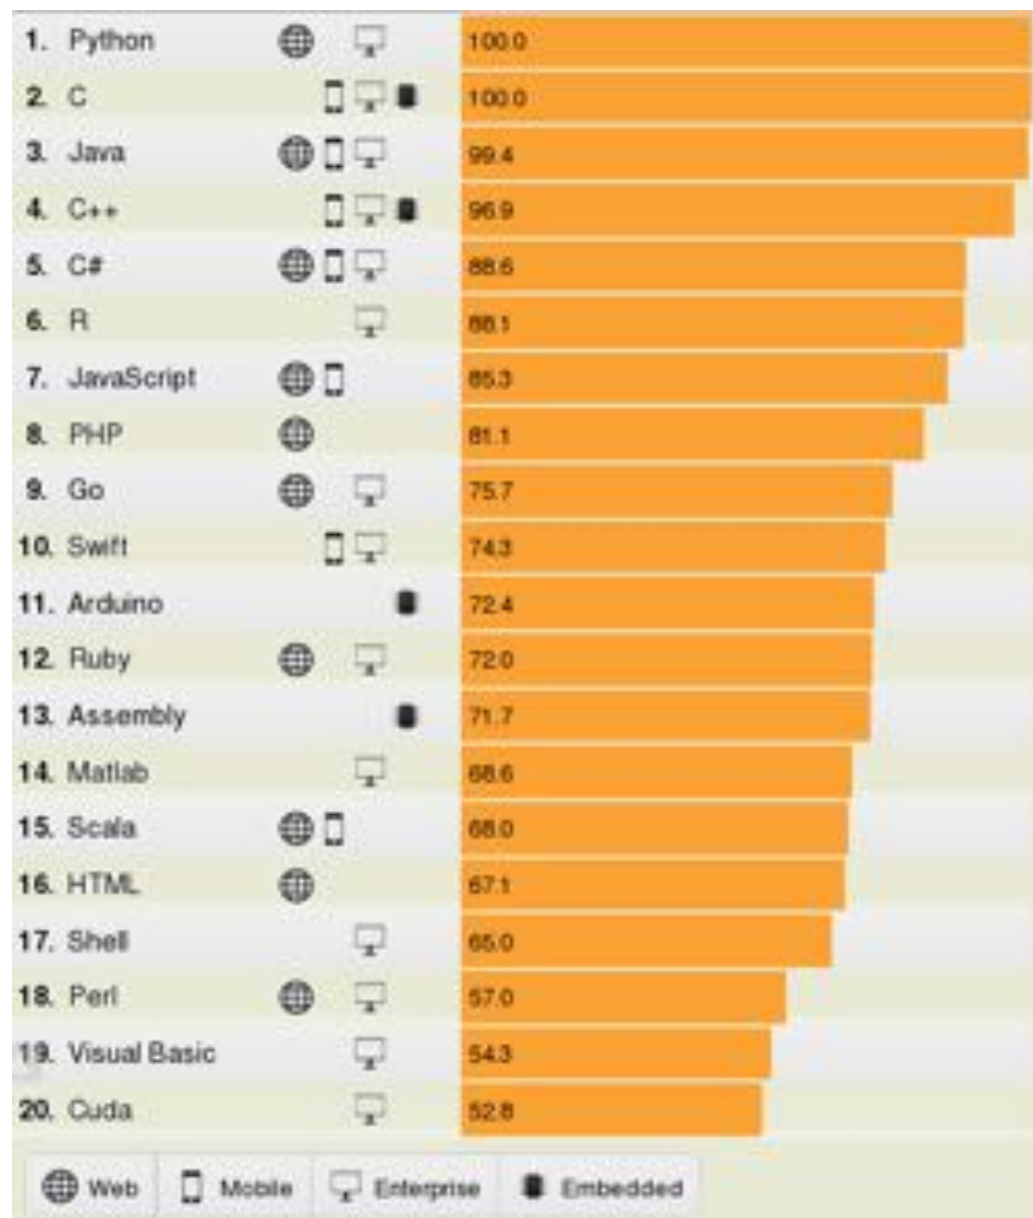 1. Python 100.0
2. C 100.0
3. Java 99.4
4. C++ 96.9
5. C# 88.6
6. R 88.1
7. JavaScript 85.3
8. PHP 81.1
9. Go 75.7
10. Swift 74.3
11. Arduino 72.4
12. Ruby 72.0
13. Assembly 71.7
14. Matlab 68.6
15. Scala 68.0
16. HTML 67.1
17. Shell 65.0
18. Perl 57.0
19. Visual Basic 54.3
20. Cuda 52.8
Web Mobile Enterprise Embedded